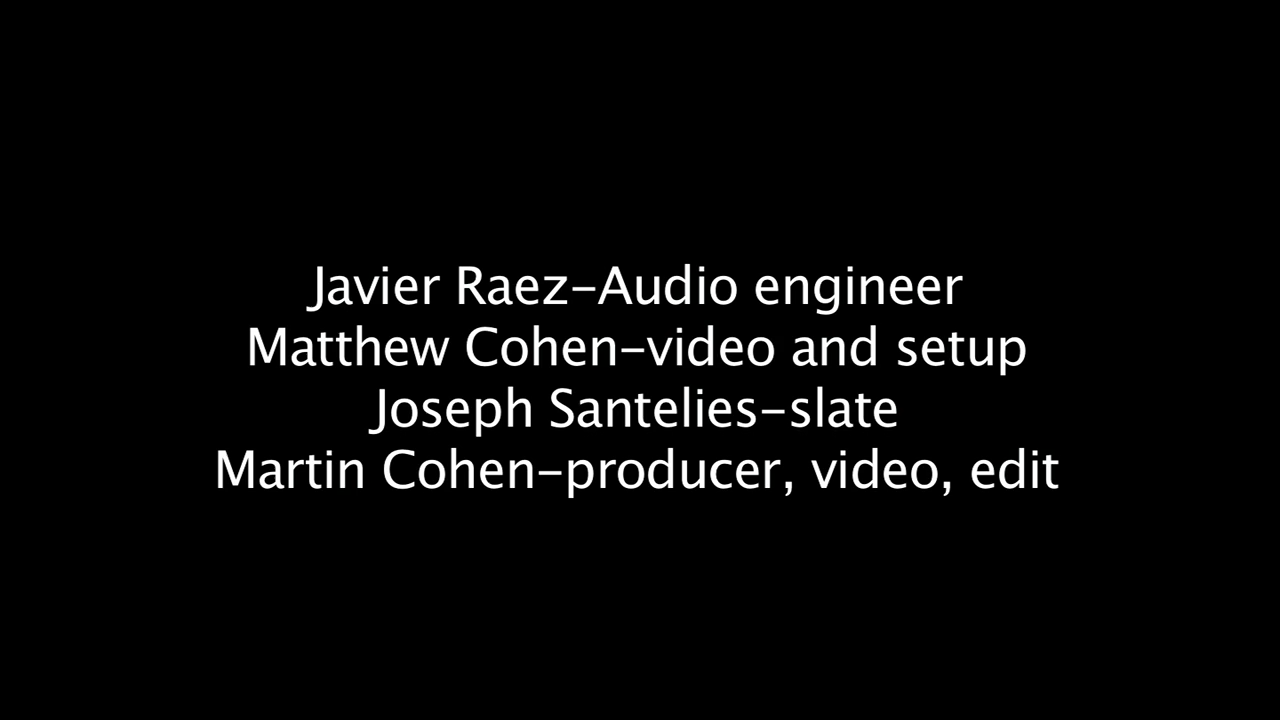 Javier Raez-Audio engineer
Matthew Cohen-video and setup
Joseph Santelies-slate
Martin Cohen-producer, video, edit